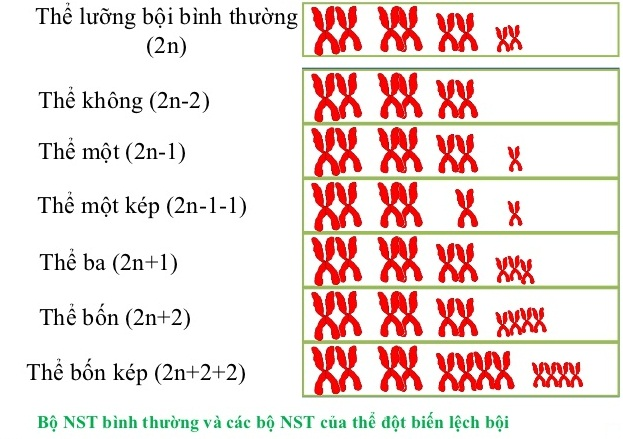 Thể lưỡng bội bình thường
(2n)
Thể không (2n-2)
Thể một (2n-1)
Thể một kép (2n-1-1)
Thể ba (2n+1)
Thể bốn (2n+2)
Thể bốn kép (2n+2+2)
Bộ NST bình thường và các bộ NST của thể đột biến lệch bội